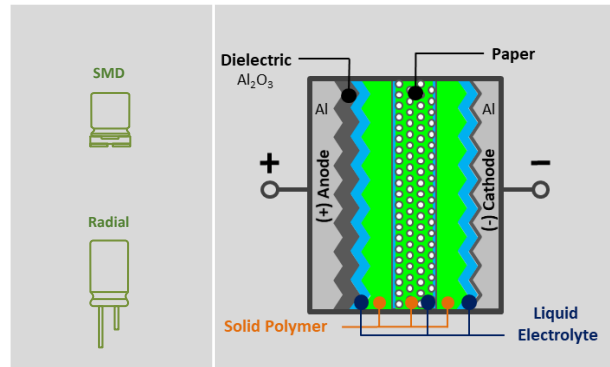 SMD
Radial
Dielectric
Al₂O₃
Paper
Al
Al
+
−
(+) Anode
(-) Cathode
Solid Polymer
Liquid
Electrolyte